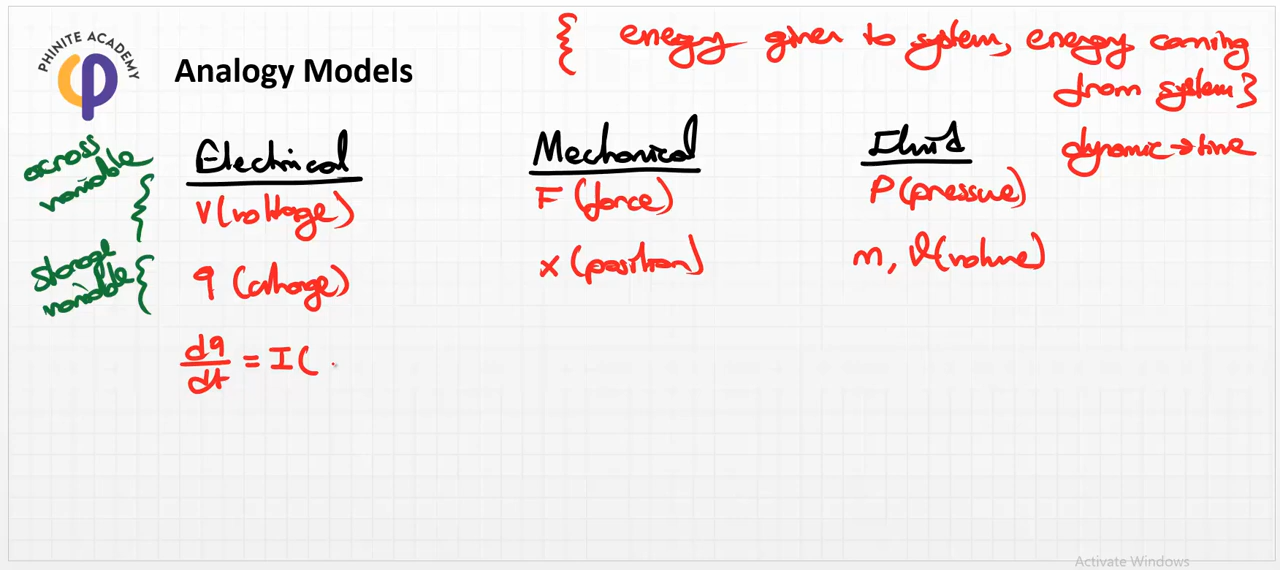 PHINITE ACADEMY
Analogy Models
{ energy given to system, energy coming
from system}
dynamic → time
across variable {
Electrical
Mechanical
Fluid
V (voltage)
F (force)
P (pressure)
storage variable {
q (charge)
x (position)
m, V (volume)
dq/dt = I (
Activate Windows